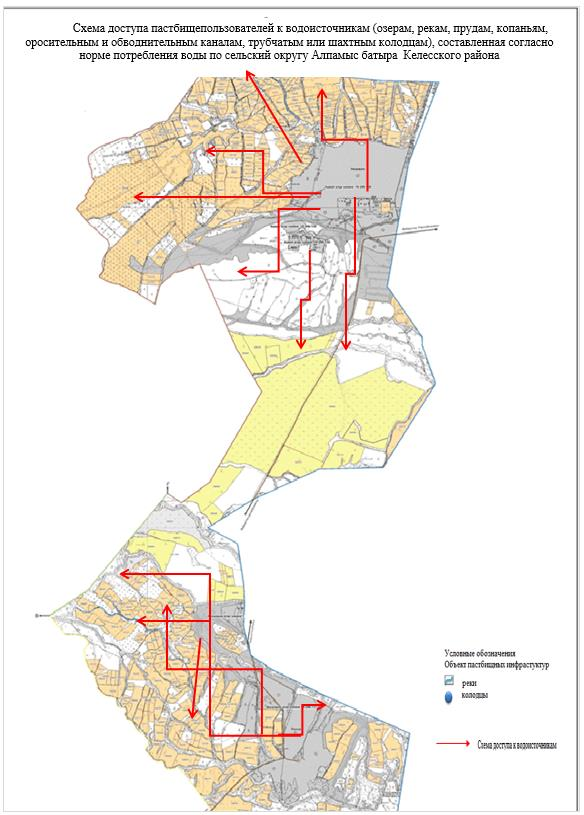 Схема доступа пастбищепользователей к водоисточникам (озерам, рекам, прудам, копаньям,
оросительным и обводнительным каналам, трубчатым или шахтным колодцам), составленная согласно
норме потребления воды по сельский округу Алпамыс батыра Келесского района
Условные обозначения
Объект пастбищных инфраструктур
реки
колодцы
Схема доступа к водоисточникам